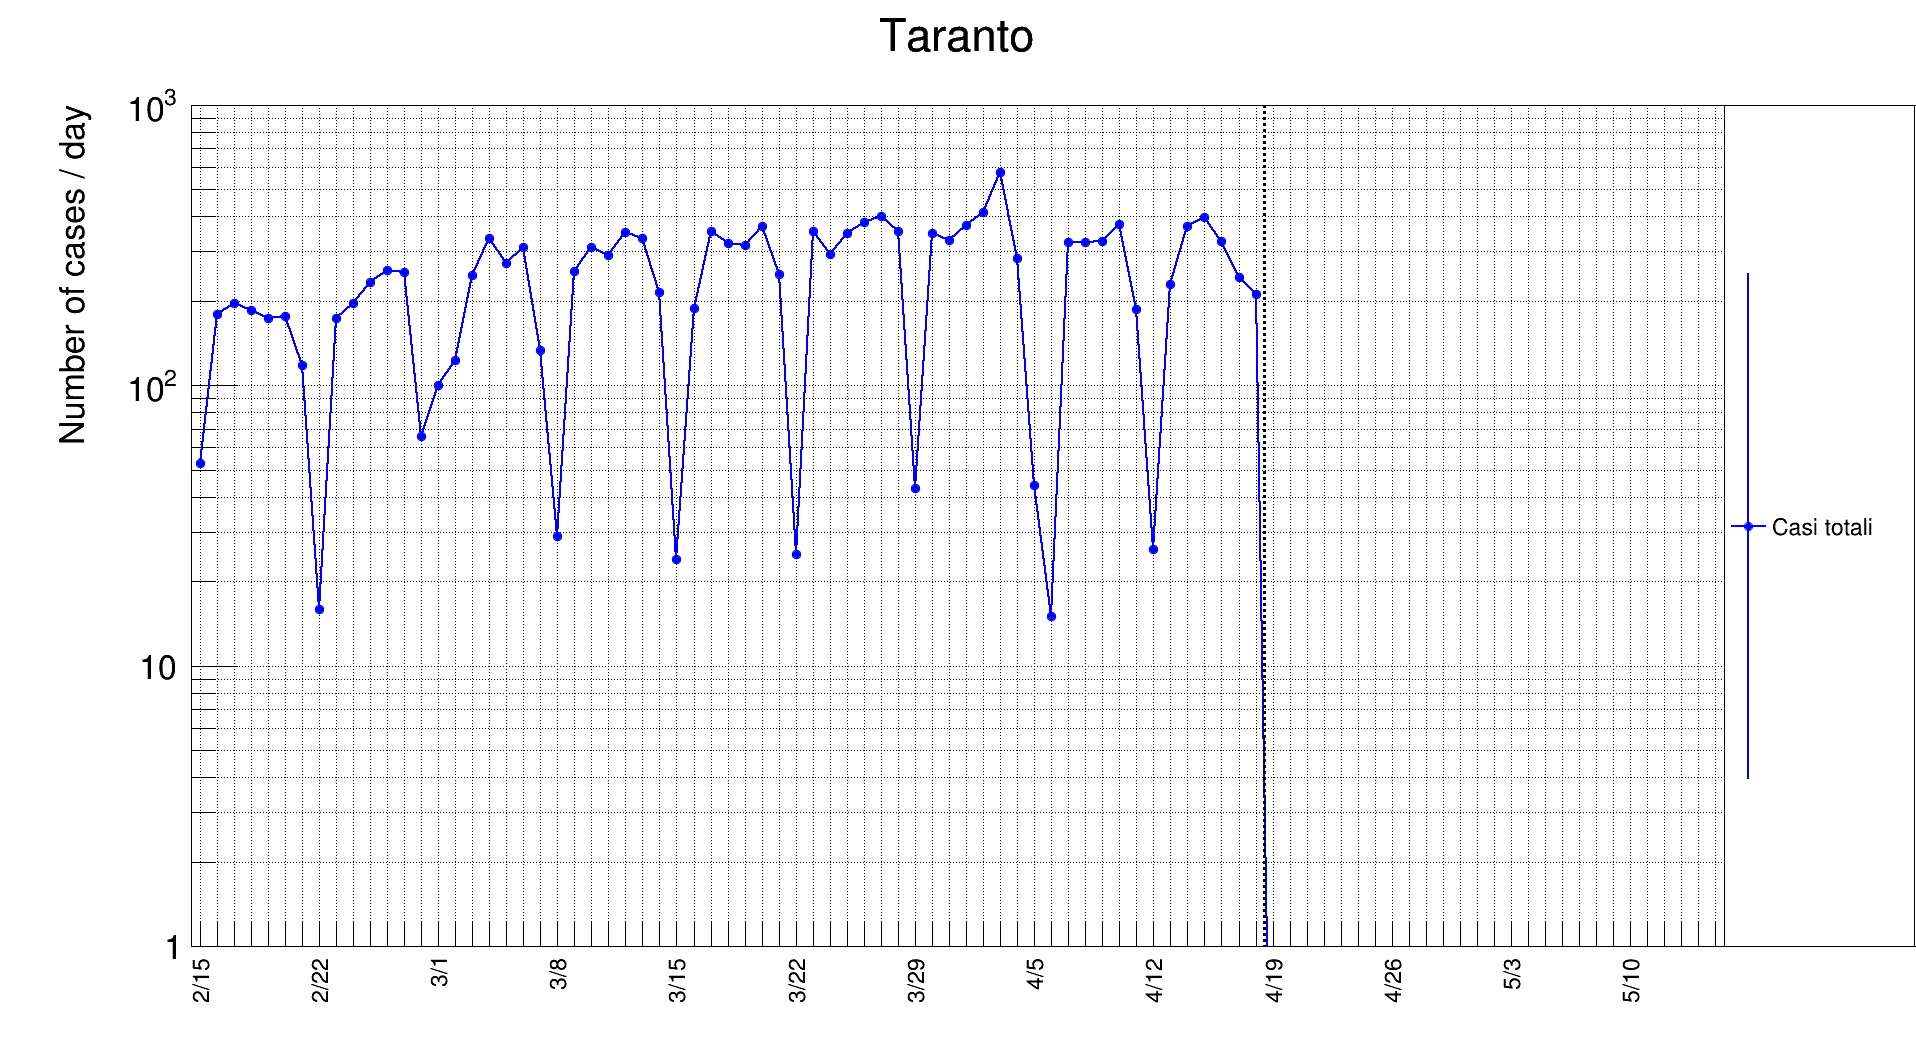 Taranto
Number of cases / day
10³
10²
10
1
2/15 2/22 3/1 3/8 3/15 3/22 3/29 4/5 4/12 4/19 4/26 5/3 5/10
Casi totali